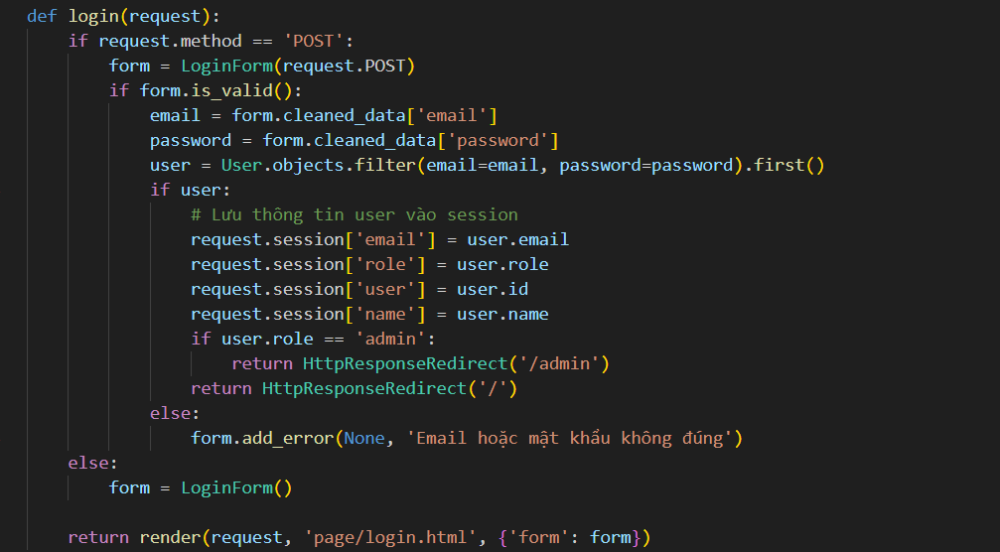 def login(request):
    if request.method == 'POST':
        form = LoginForm(request.POST)
        if form.is_valid():
            email = form.cleaned_data['email']
            password = form.cleaned_data['password']
            user = User.objects.filter(email=email, password=password).first()
            if user:
                # Lưu thông tin user vào session
                request.session['email'] = user.email
                request.session['role'] = user.role
                request.session['user'] = user.id
                request.session['name'] = user.name
                if user.role == 'admin':
                    return HttpResponseRedirect('/admin')
                return HttpResponseRedirect('/')
            else:
                form.add_error(None, 'Email hoặc mật khẩu không đúng')
    else:
        form = LoginForm()

    return render(request, 'page/login.html', {'form': form})